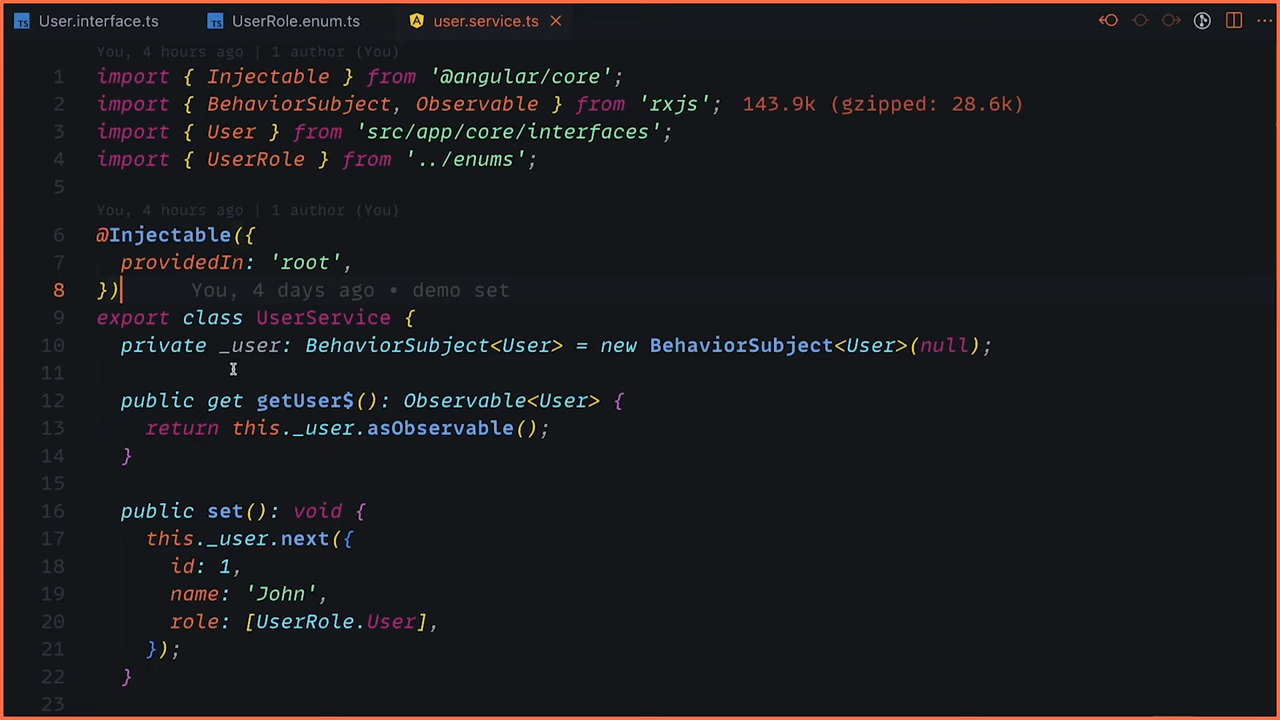 User.interface.ts UserRole.enum.ts user.service.ts
You, 4 hours ago | 1 author (You)
1 import { Injectable } from '@angular/core';
2 import { BehaviorSubject, Observable } from 'rxjs'; 143.9k (gzipped: 28.6k)
3 import { User } from 'src/app/core/interfaces';
4 import { UserRole } from '../enums';
5
You, 4 hours ago | 1 author (You)
6 @Injectable({
7 providedIn: 'root',
8 }) You, 4 days ago • demo set
9 export class UserService {
10 private _user: BehaviorSubject<User> = new BehaviorSubject<User>(null);
11
12 public get getUser$(): Observable<User> {
13 return this._user.asObservable();
14 }
15
16 public set(): void {
17 this._user.next({
18 id: 1,
19 name: 'John',
20 role: [UserRole.User],
21 });
22 }
23